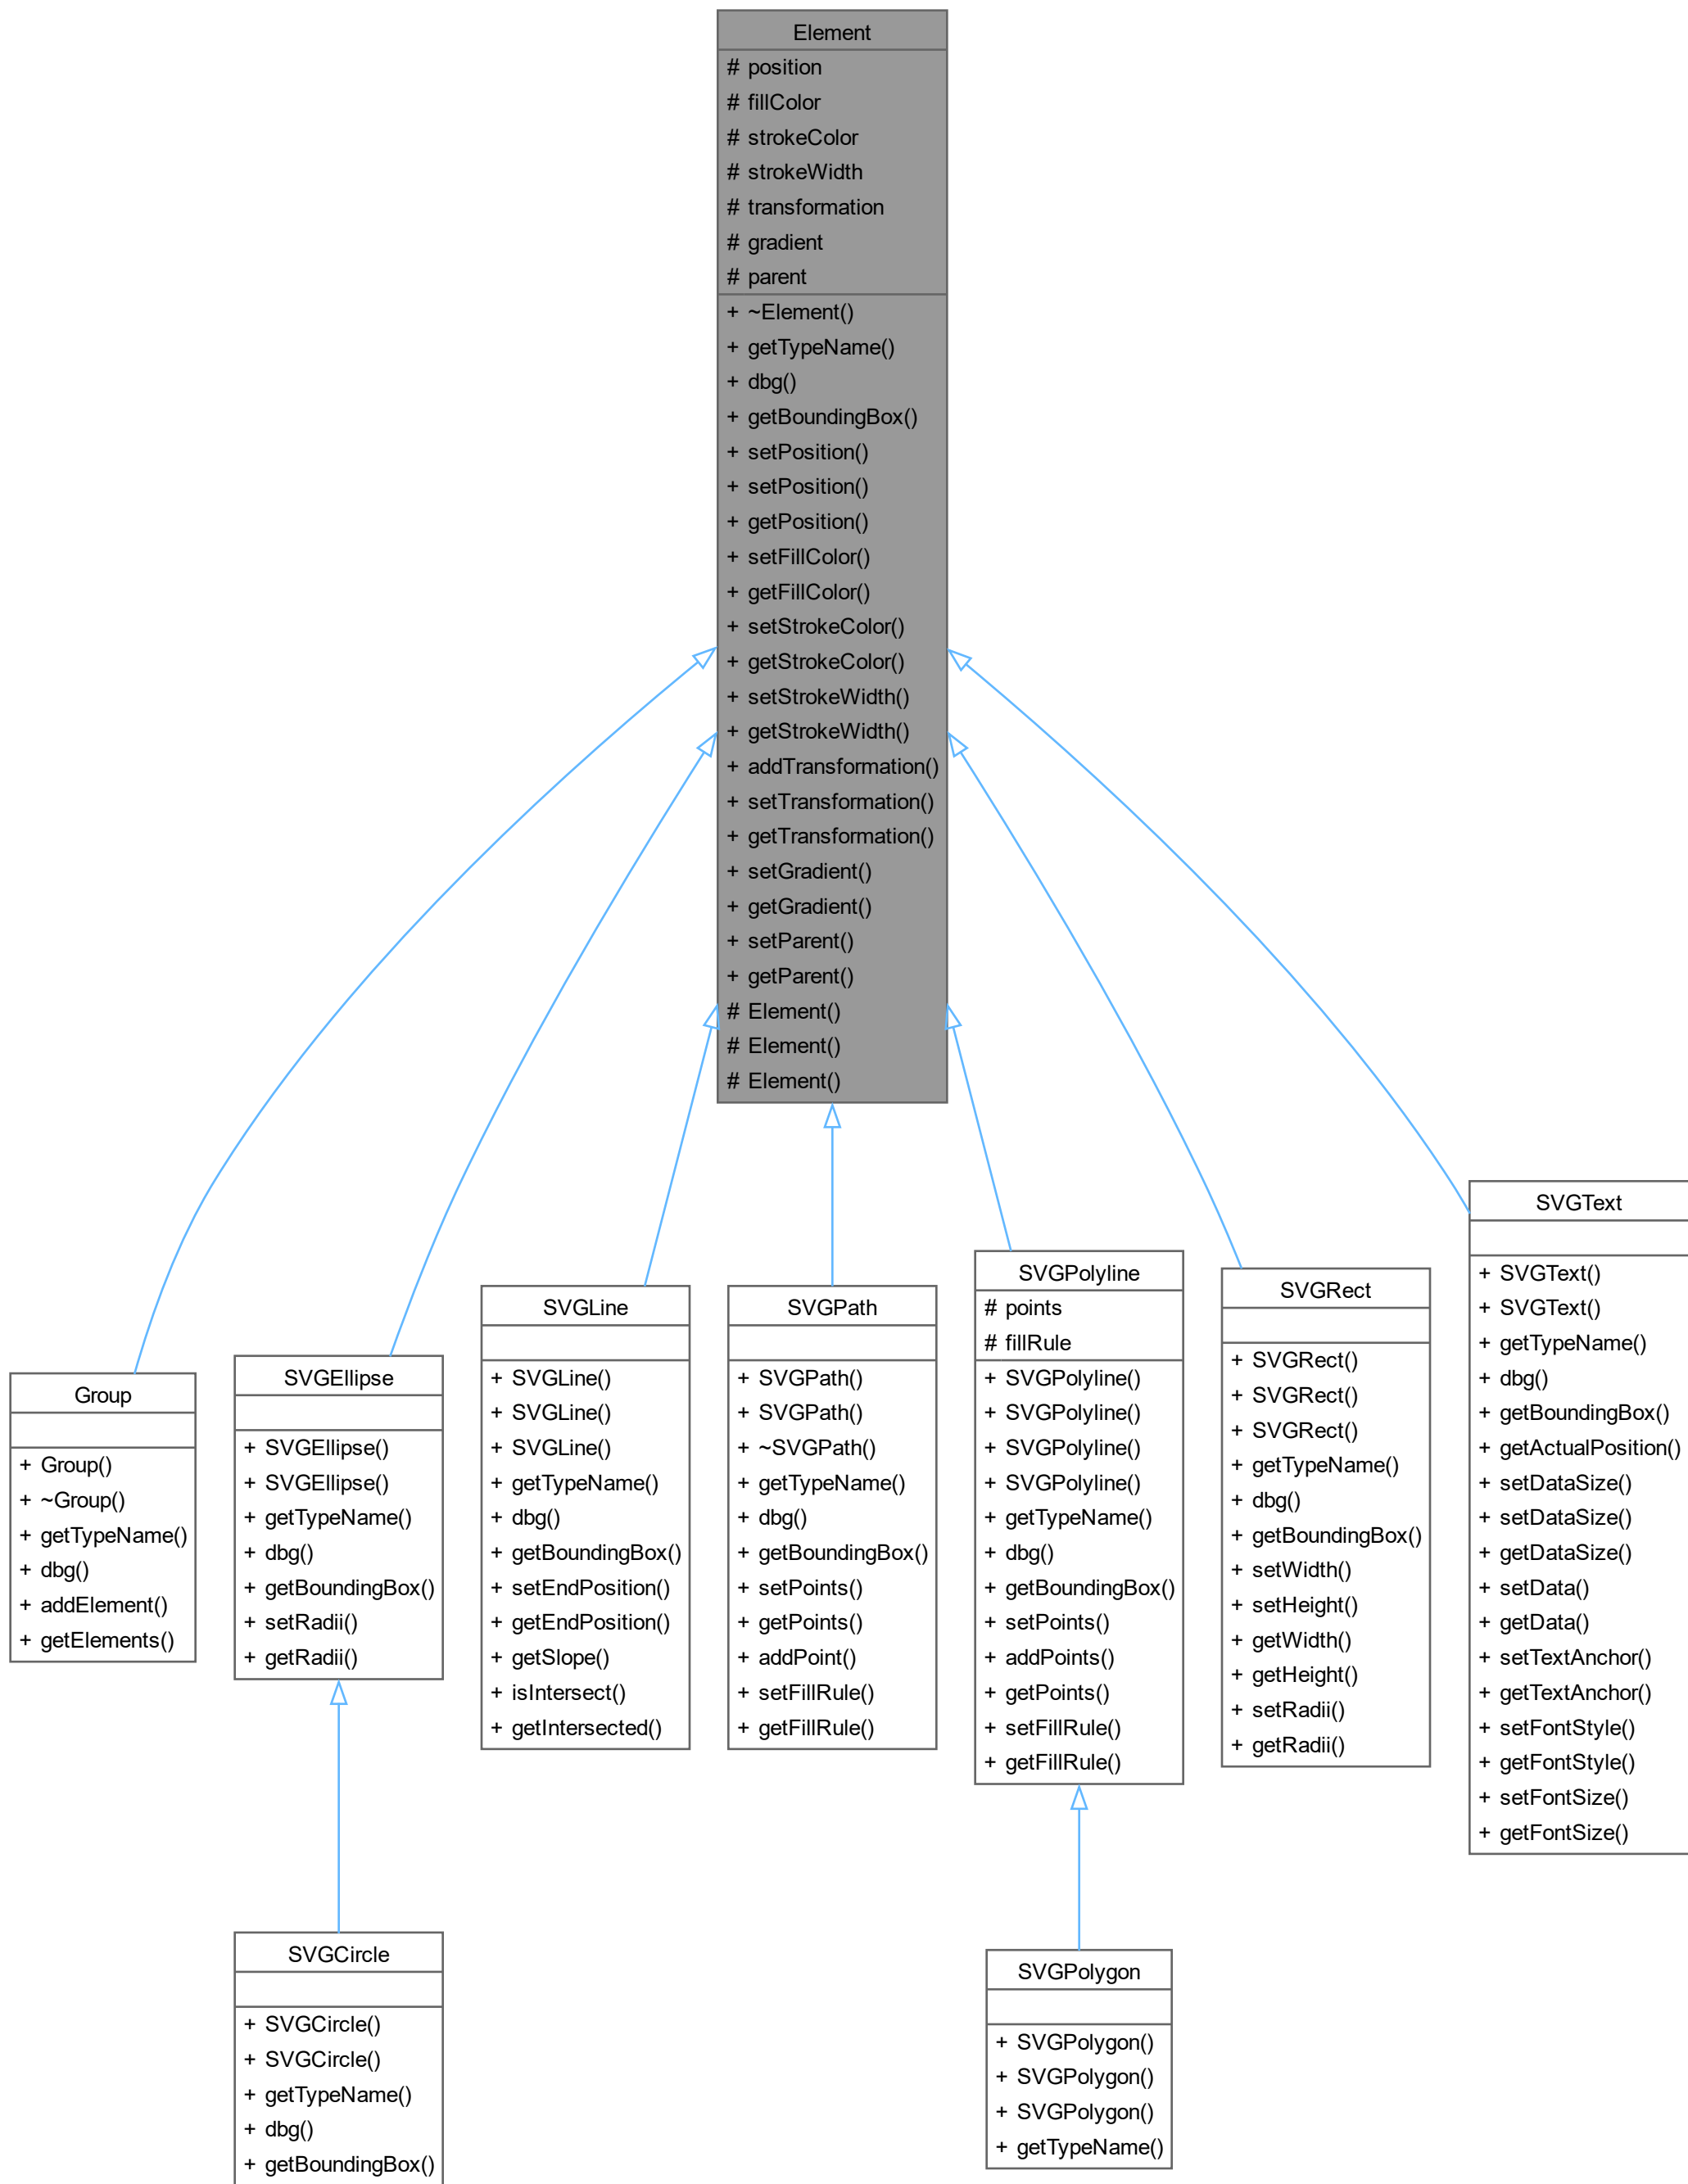 Element
# position
# fillColor
# strokeColor
# strokeWidth
# transformation
# gradient
# parent
+ ~Element()
+ getTypeName()
+ dbg()
+ getBoundingBox()
+ setPosition()
+ setPosition()
+ getPosition()
+ setFillColor()
+ getFillColor()
+ setStrokeColor()
+ getStrokeColor()
+ setStrokeWidth()
+ getStrokeWidth()
+ addTransformation()
+ setTransformation()
+ getTransformation()
+ setGradient()
+ getGradient()
+ setParent()
+ getParent()
# Element()
# Element()
# Element()
Group
+ Group()
+ ~Group()
+ getTypeName()
+ dbg()
+ addElement()
+ getElements()
SVGEllipse
+ SVGEllipse()
+ SVGEllipse()
+ getTypeName()
+ dbg()
+ getBoundingBox()
+ setRadii()
+ getRadii()
SVGLine
+ SVGLine()
+ SVGLine()
+ SVGLine()
+ getTypeName()
+ dbg()
+ getBoundingBox()
+ setEndPosition()
+ getEndPosition()
+ getSlope()
+ isIntersect()
+ getIntersected()
SVGPath
+ SVGPath()
+ SVGPath()
+ ~SVGPath()
+ getTypeName()
+ dbg()
+ getBoundingBox()
+ setPoints()
+ getPoints()
+ addPoint()
+ setFillRule()
+ getFillRule()
SVGPolyline
# points
# fillRule
+ SVGPolyline()
+ SVGPolyline()
+ SVGPolyline()
+ SVGPolyline()
+ getTypeName()
+ dbg()
+ getBoundingBox()
+ setPoints()
+ addPoints()
+ getPoints()
+ setFillRule()
+ getFillRule()
SVGRect
+ SVGRect()
+ SVGRect()
+ SVGRect()
+ getTypeName()
+ dbg()
+ getBoundingBox()
+ setWidth()
+ setHeight()
+ getWidth()
+ getHeight()
+ setRadii()
+ getRadii()
SVGText
+ SVGText()
+ SVGText()
+ getTypeName()
+ dbg()
+ getBoundingBox()
+ getActualPosition()
+ setDataSize()
+ setDataSize()
+ getDataSize()
+ setData()
+ getData()
+ setTextAnchor()
+ getTextAnchor()
+ setFontStyle()
+ getFontStyle()
+ setFontSize()
+ getFontSize()
SVGCircle
+ SVGCircle()
+ SVGCircle()
+ getTypeName()
+ dbg()
+ getBoundingBox()
SVGPolygon
+ SVGPolygon()
+ SVGPolygon()
+ SVGPolygon()
+ getTypeName()